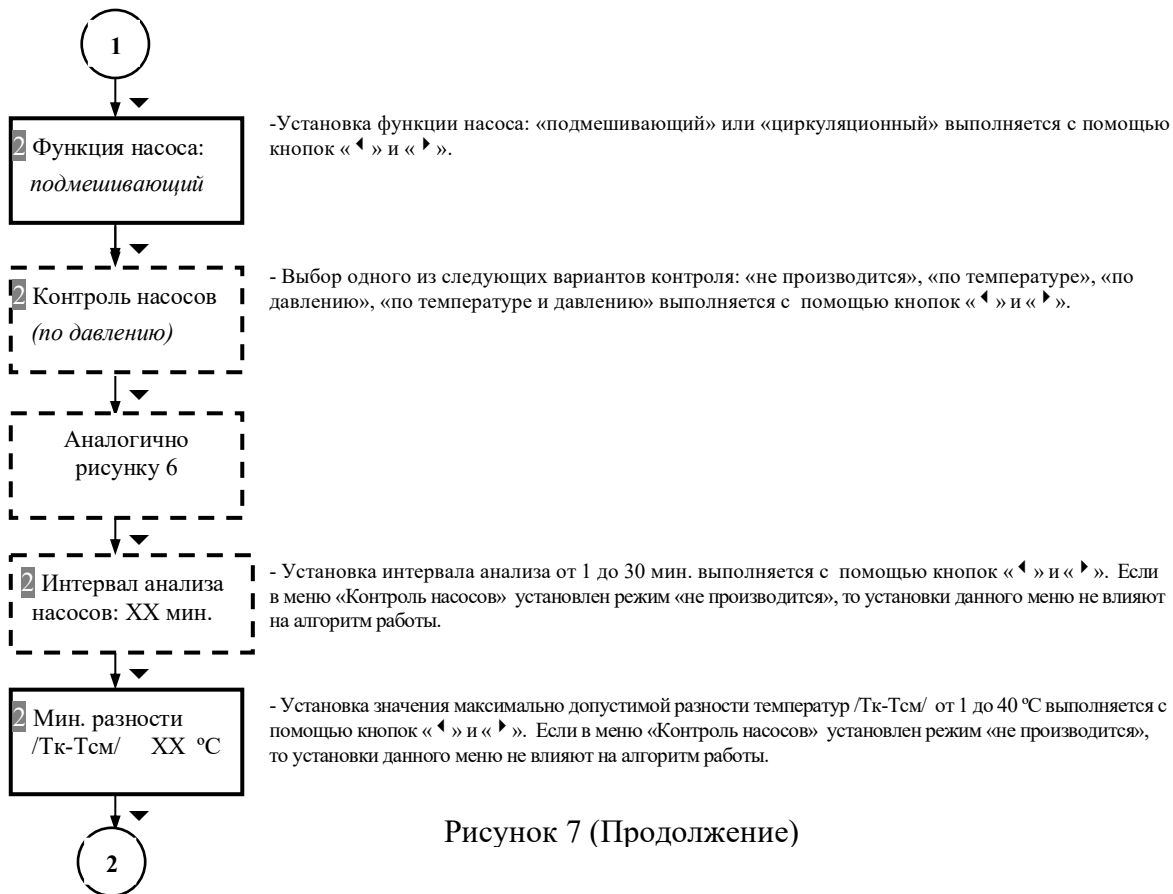 1
2 Функция насоса:
подмешивающий
-Установка функции насоса: «подмешивающий» или «циркуляционный» выполняется с помощью
кнопок «◂» и «▸».
2 Контроль насосов
(по давлению)
- Выбор одного из следующих вариантов контроля: «не производится», «по температуре», «по
давлению», «по температуре и давлению» выполняется с помощью кнопок «◂» и «▸».
Аналогично
рисунку 6
2 Интервал анализа
насосов: XX мин.
- Установка интервала анализа от 1 до 30 мин. выполняется с помощью кнопок «◂» и «▸». Если
в меню «Контроль насосов» установлен режим «не производится», то установки данного меню не влияют
на алгоритм работы.
2 Мин. разности
/Тк-Тсм/ XX ºС
- Установка значения максимально допустимой разности температур /Тк-Тсм/ от 1 до 40 ºС выполняется с
помощью кнопок «◂» и «▸». Если в меню «Контроль насосов» установлен режим «не производится»,
то установки данного меню не влияют на алгоритм работы.
Рисунок 7 (Продолжение)
2